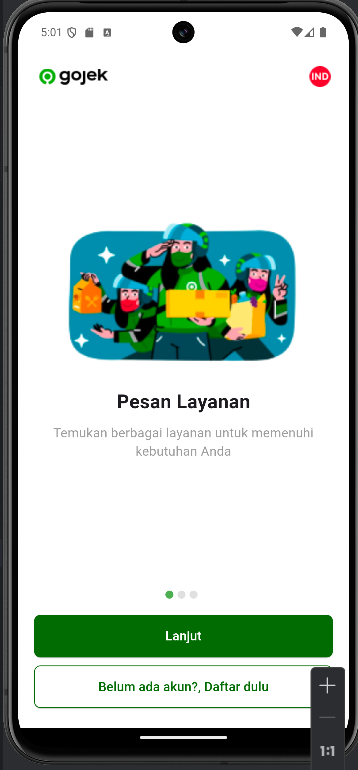 5:01
gojek
IND
Pesan Layanan
Temukan berbagai layanan untuk memenuhi
kebutuhan Anda
Lanjut
Belum ada akun?, Daftar dulu
1:1